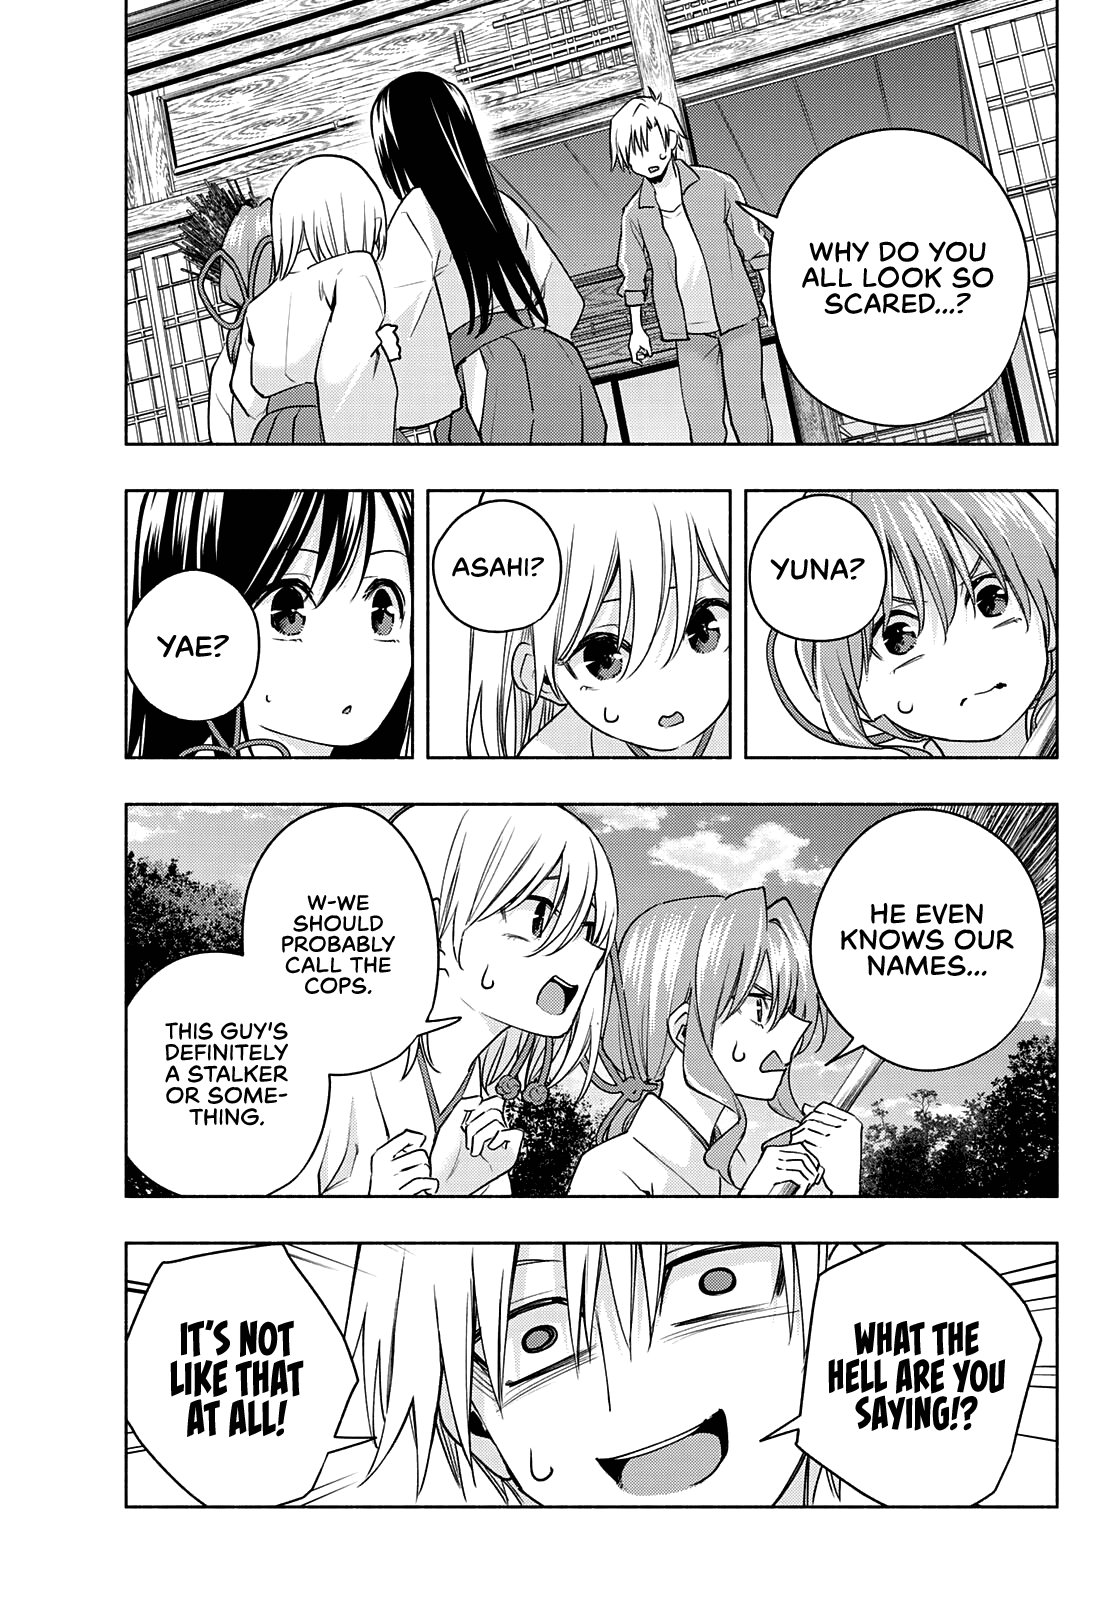 WHY DO YOU
ALL LOOK SO
SCARED...?
YUNA?
ASAHI?
YAE?
HE EVEN
KNOWS OUR
NAMES...
W-WE
SHOULD
PROBABLY
CALL THE
COPS.
THIS GUY'S
DEFINITELY
A STALKER
OR SOME-
THING.
WHAT THE
HELL ARE YOU
SAYING!?
IT'S NOT
LIKE THAT
AT ALL!